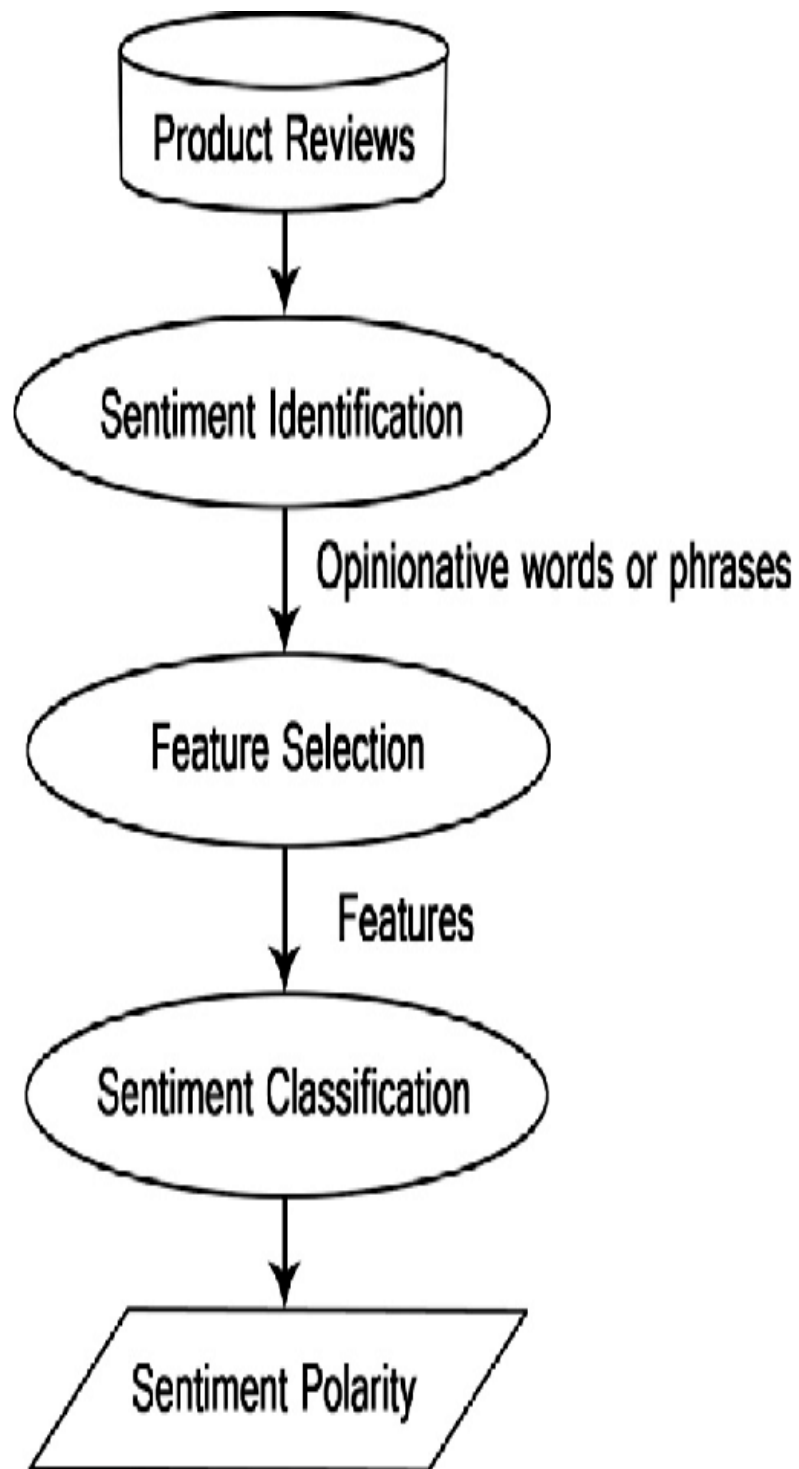 Product Reviews
Sentiment Identification
Opinionative words or phrases
Feature Selection
Features
Sentiment Classification
Sentiment Polarity